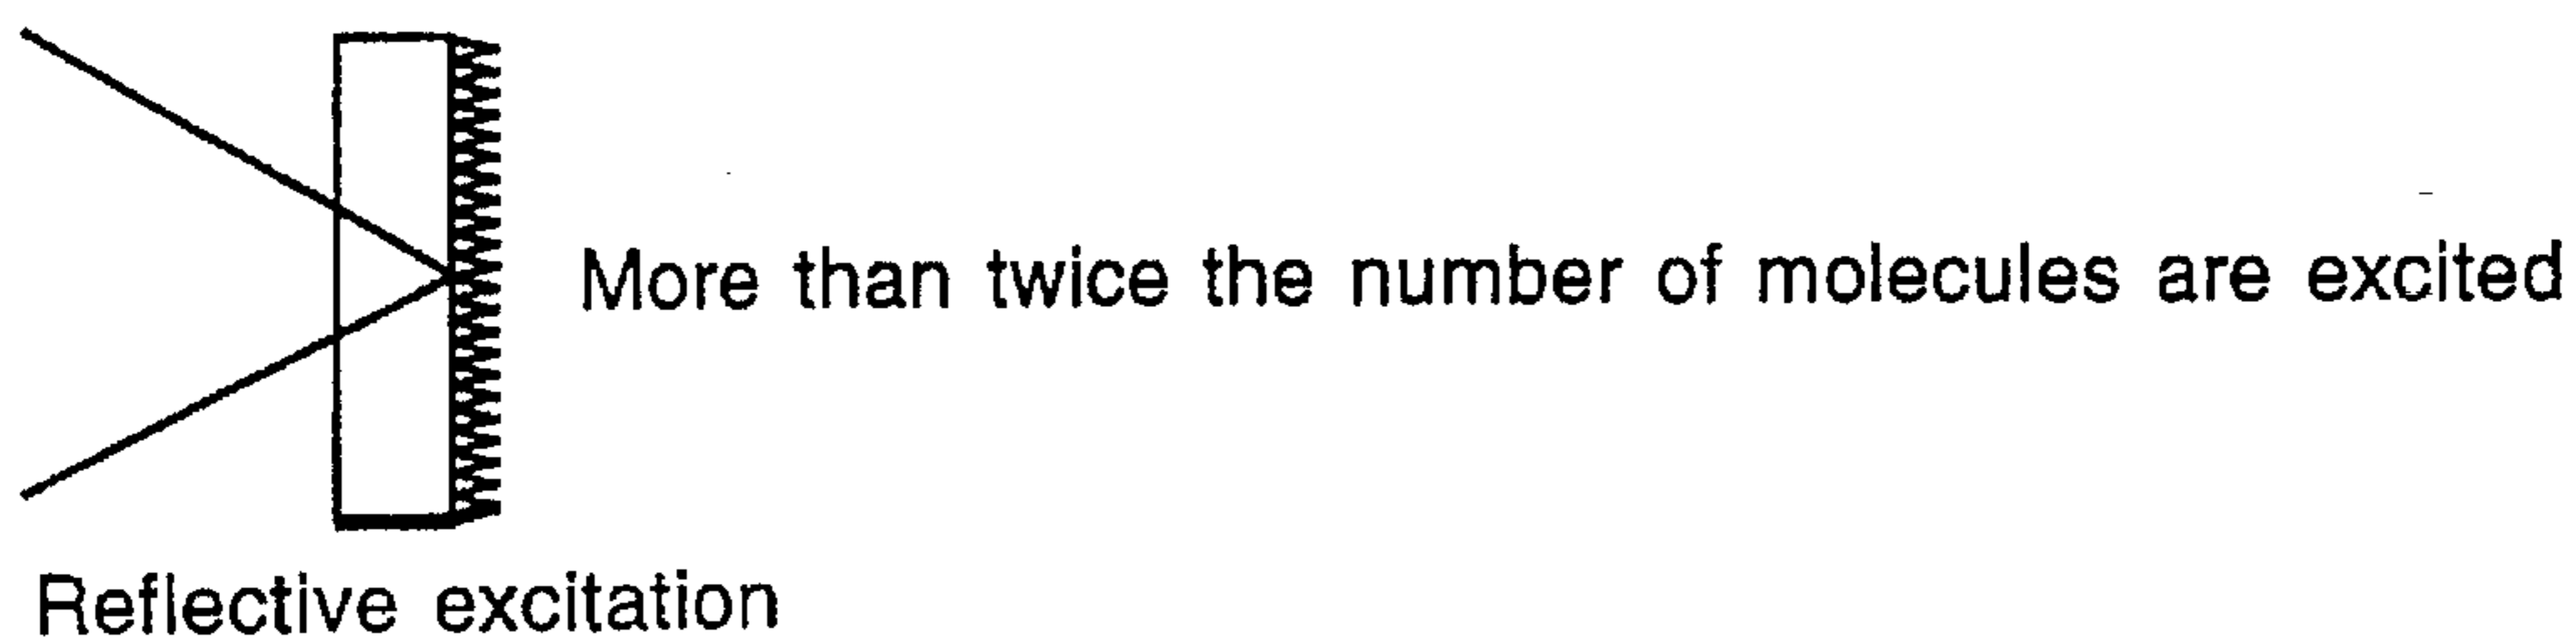 More than twice the number of molecules are excited
Reflective excitation